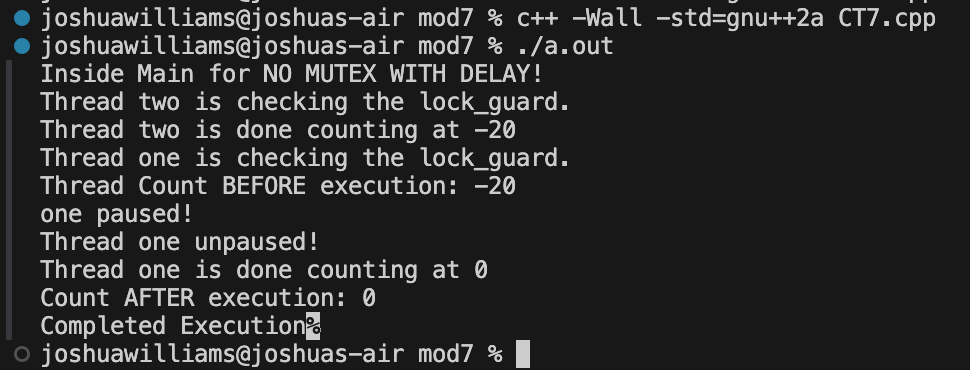 joshuawilliams@joshuas-air mod7 % c++ -Wall -std=gnu++2a CT7.cpp
joshuawilliams@joshuas-air mod7 % ./a.out
Inside Main for NO MUTEX WITH DELAY!
Thread two is checking the lock_guard.
Thread two is done counting at -20
Thread one is checking the lock_guard.
Thread Count BEFORE execution: -20
one paused!
Thread one unpaused!
Thread one is done counting at 0
Count AFTER execution: 0
Completed Execution%
joshuawilliams@joshuas-air mod7 %